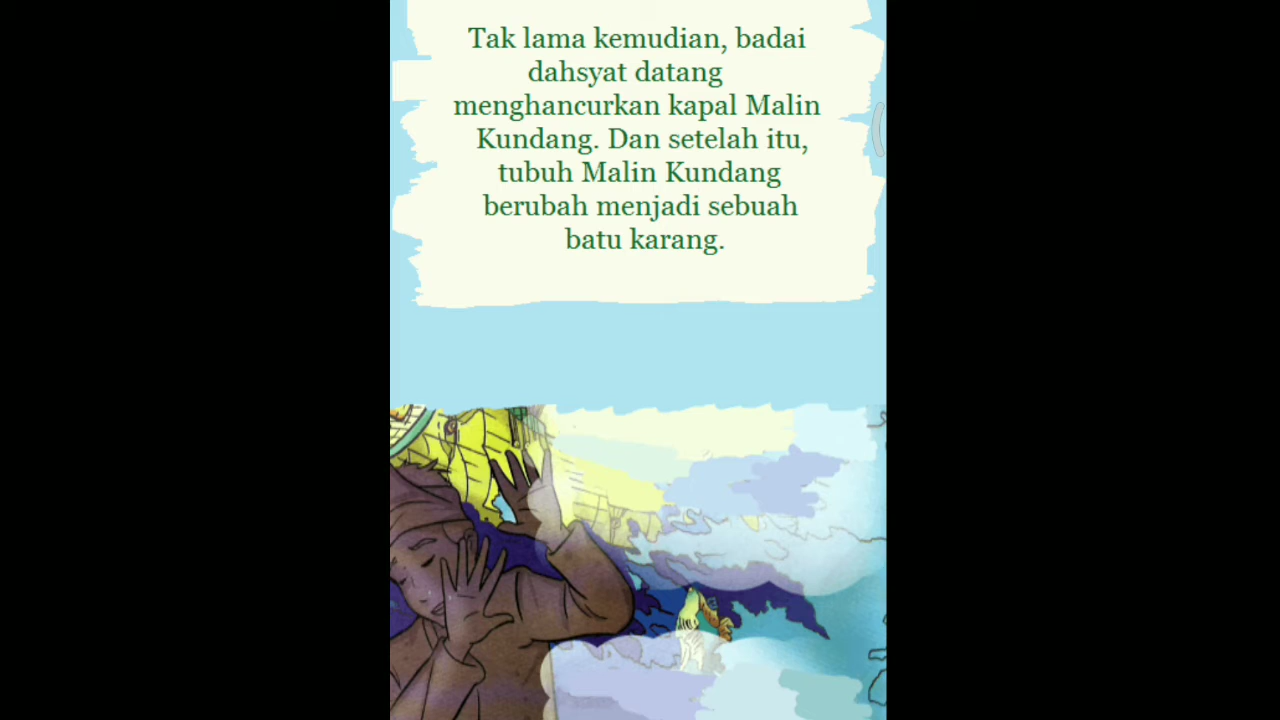 Tak lama kemudian, badai
dahsyat datang
menghancurkan kapal Malin
Kundang. Dan setelah itu,
tubuh Malin Kundang
berubah menjadi sebuah
batu karang.